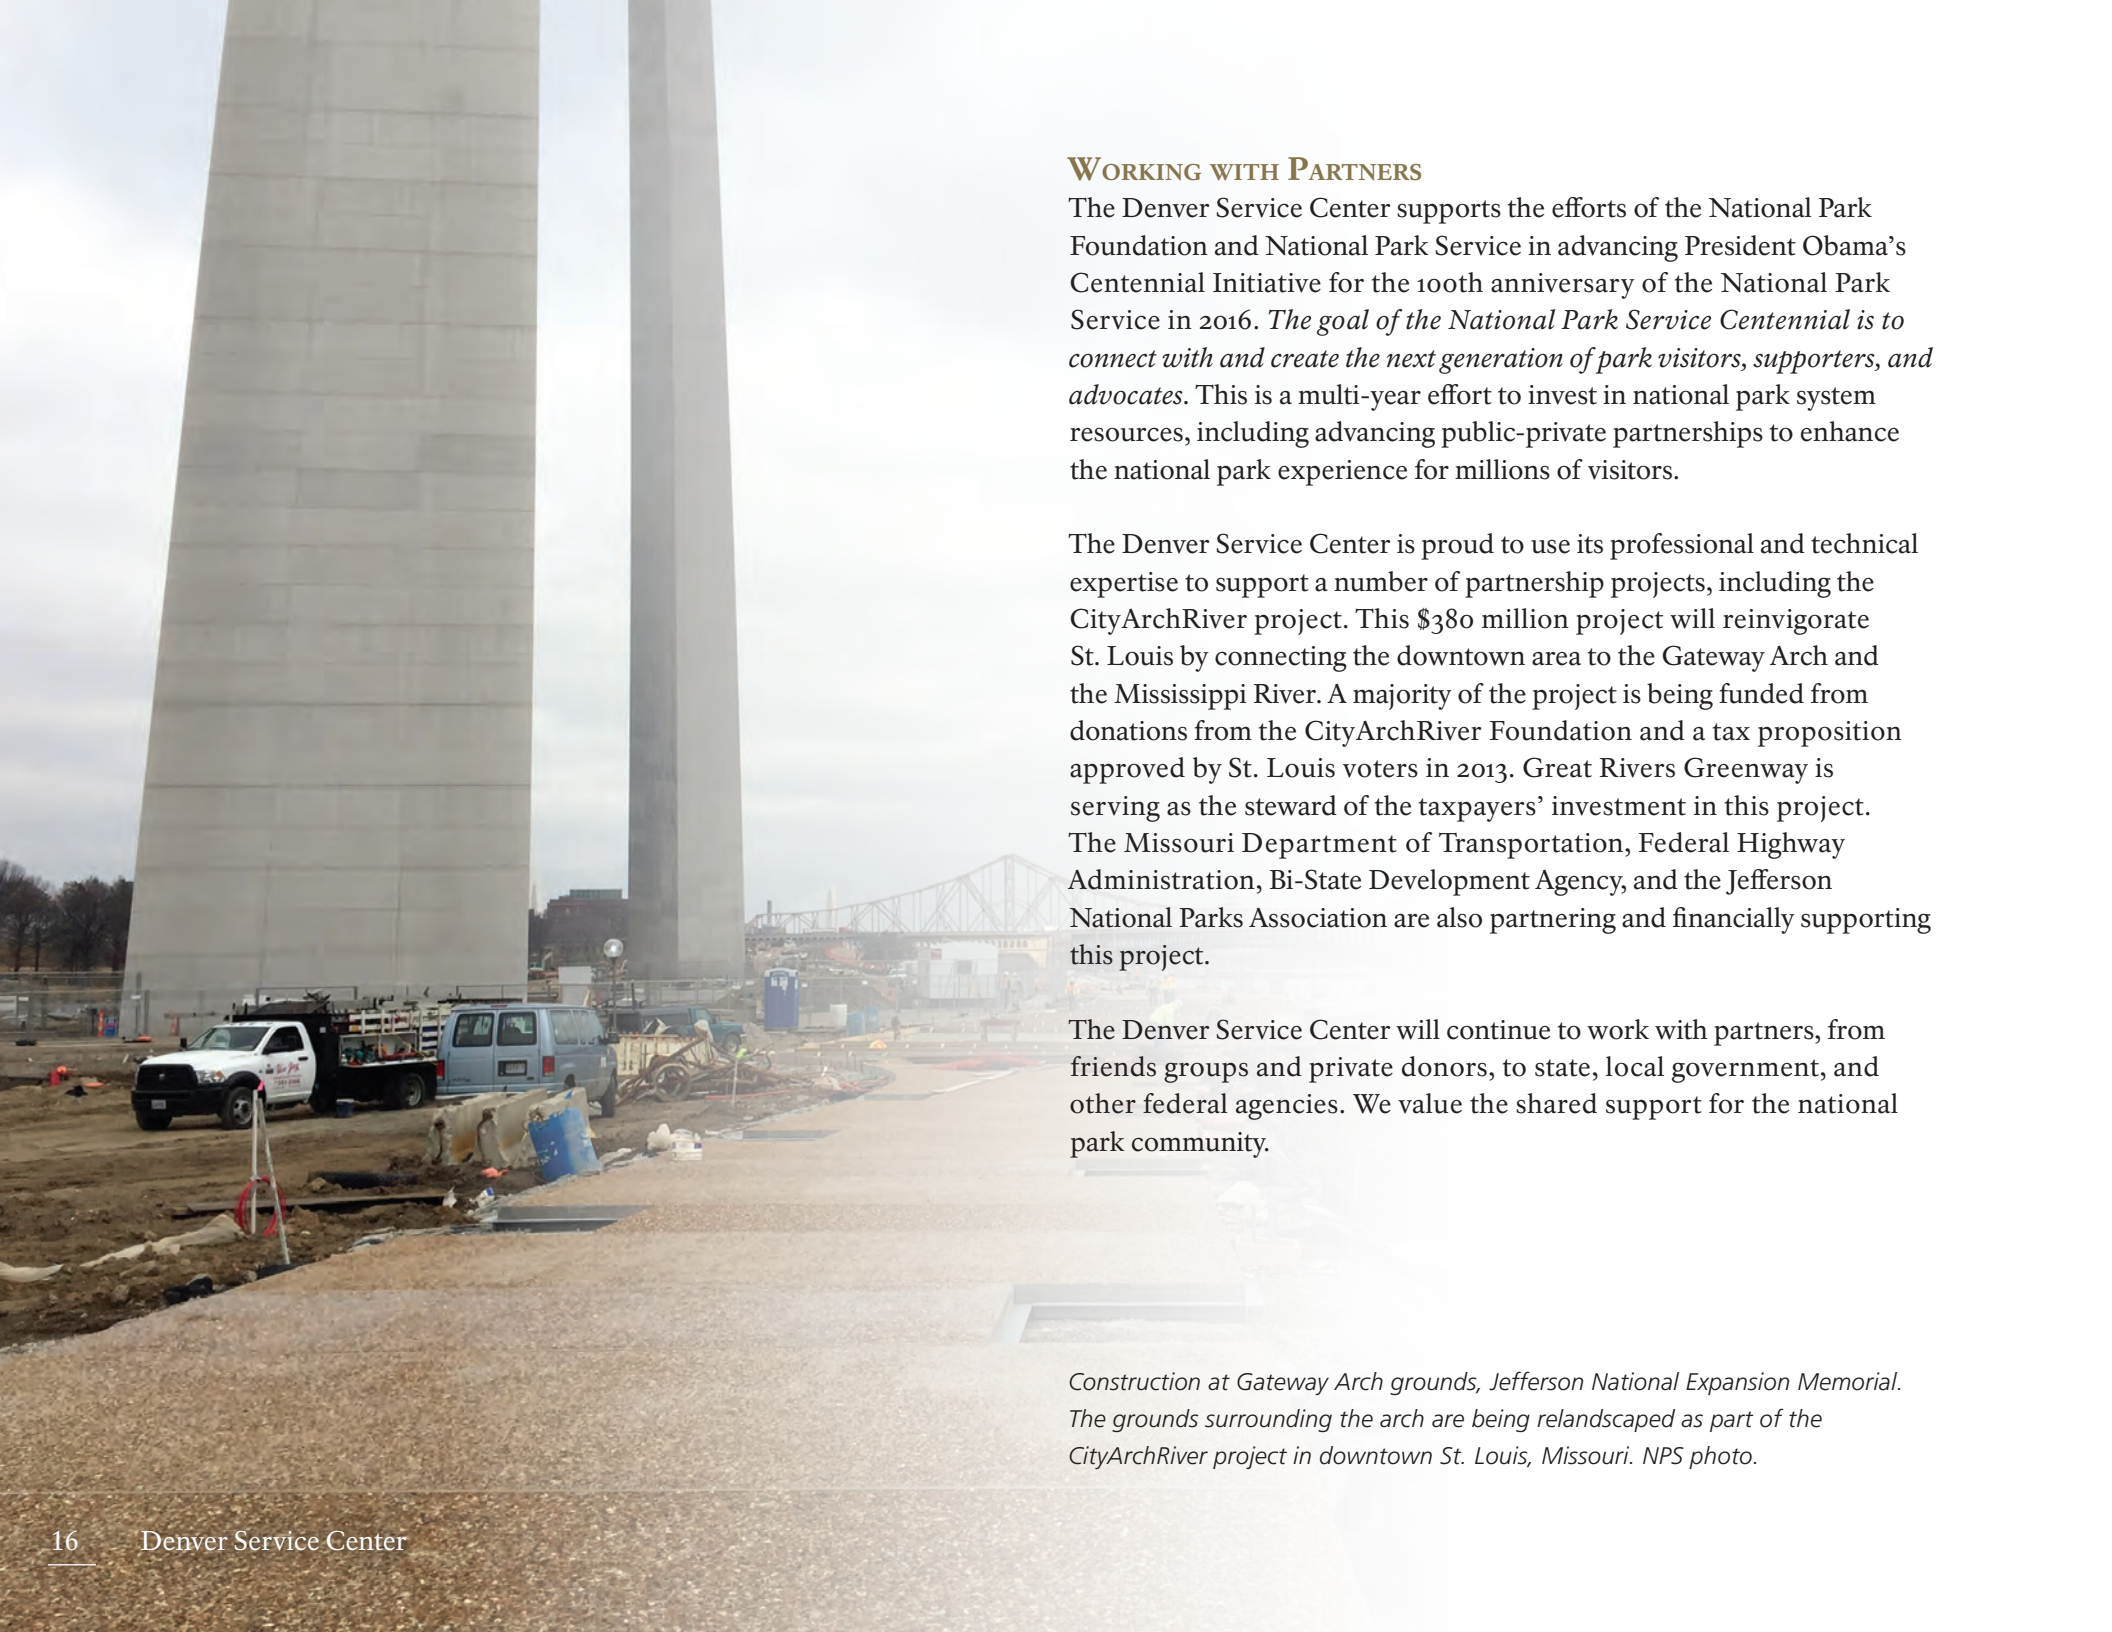 Working with Partners
The Denver Service Center supports the efforts of the National Park
Foundation and National Park Service in advancing President Obama’s
Centennial Initiative for the 100th anniversary of the National Park
Service in 2016. The goal of the National Park Service Centennial is to
connect with and create the next generation of park visitors, supporters, and
advocates. This is a multi-year effort to invest in national park system
resources, including advancing public-private partnerships to enhance
the national park experience for millions of visitors.
The Denver Service Center is proud to use its professional and technical
expertise to support a number of partnership projects, including the
CityArchRiver project. This $380 million project will reinvigorate
St. Louis by connecting the downtown area to the Gateway Arch and
the Mississippi River. A majority of the project is being funded from
donations from the CityArchRiver Foundation and a tax proposition
approved by St. Louis voters in 2013. Great Rivers Greenway is
serving as the steward of the taxpayers’ investment in this project.
The Missouri Department of Transportation, Federal Highway
Administration, Bi-State Development Agency, and the Jefferson
National Parks Association are also partnering and financially supporting
this project.
The Denver Service Center will continue to work with partners, from
friends groups and private donors, to state, local government, and
other federal agencies. We value the shared support for the national
park community.
Construction at Gateway Arch grounds, Jefferson National Expansion Memorial.
The grounds surrounding the arch are being relandscaped as part of the
CityArchRiver project in downtown St. Louis, Missouri. NPS photo.
16 Denver Service Center